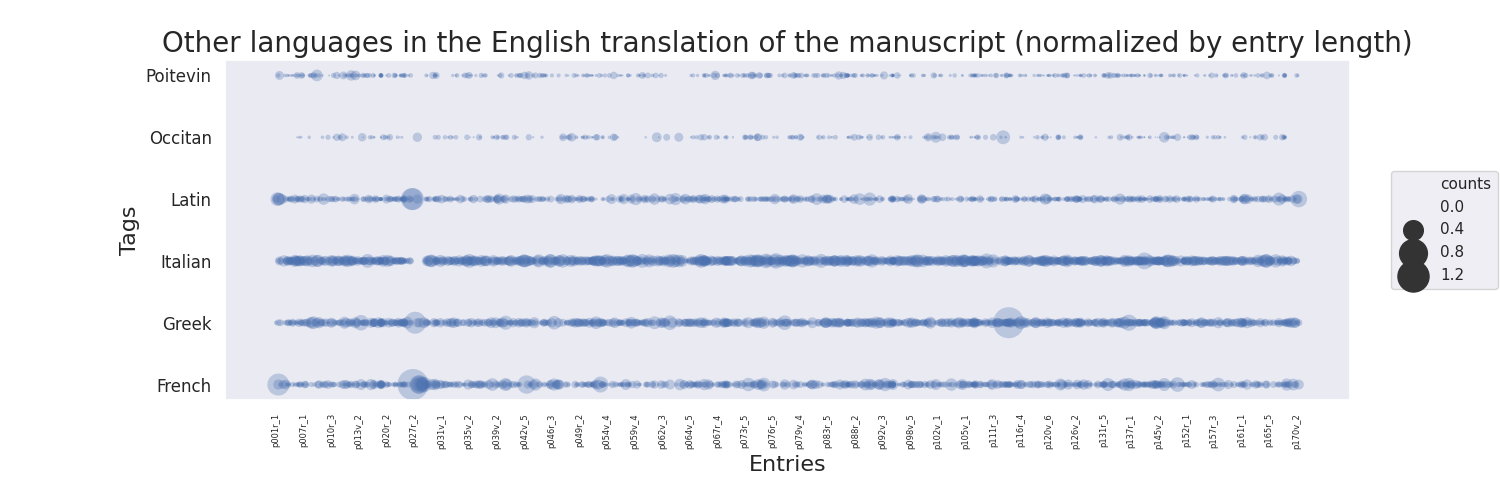 Other languages in the English translation of the manuscript (normalized by entry length)
Poitevin
Occitan
Latin
Italian
Greek
French
Tags
p001r_1
p007r_1
p010r_3
p013v_2
p020r_2
p027r_2
p031v_1
p035v_2
p039v_2
p042v_5
p046r_3
p049r_2
p054v_4
p059v_4
p062v_3
p064v_5
p067r_4
p073r_5
p076r_5
p079v_4
p083r_5
p088r_2
p092v_3
p098v_5
p102v_1
p105v_1
p111r_3
p116r_4
p120v_6
p126v_2
p131r_5
p137r_1
p145v_2
p152r_1
p157r_3
p161r_1
p165r_5
p170v_2
Entries
counts
0.0
0.4
0.8
1.2